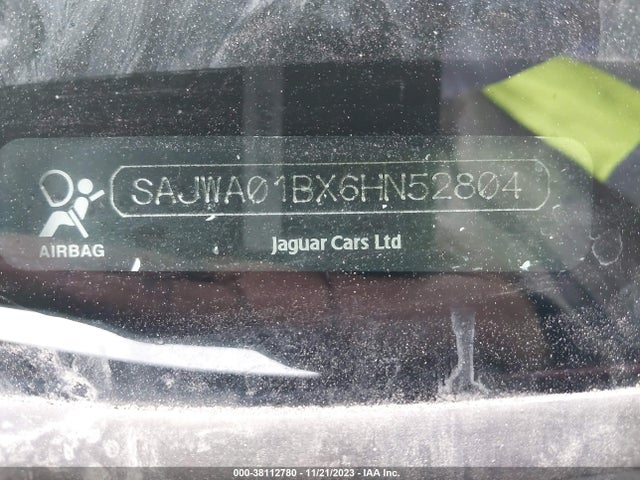 SAJWA01BX6HN52804
AIRBAG
Jaguar Cars Ltd
000-38112780 - 11/21/2023 - IAA Inc.